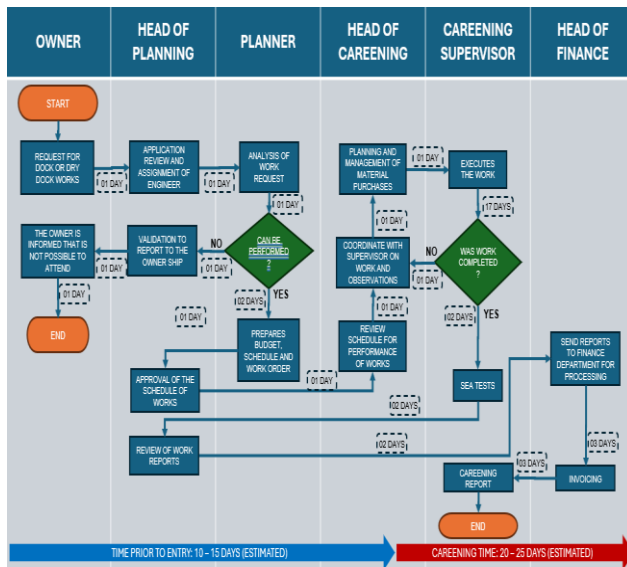 OWNER
HEAD OF
PLANNING
PLANNER
HEAD OF
CAREENING
CAREENING
SUPERVISOR
HEAD OF
FINANCE
START
REQUEST FOR
DOCK OR DRY
DOCK WORKS
01 DAY
APPLICATION
REVIEW AND
ASSIGNMENT OF
ENGINEER
01 DAY
ANALYSIS OF
WORK
REQUEST
01 DAY
PLANNING AND
MANAGEMENT OF
MATERIAL
PURCHASES
01 DAY
EXECUTES
THE WORK
17 DAYS
THE OWNER IS
INFORMED THAT IS
NOT POSSIBLE TO
ATTEND
01 DAY
01 DAY
VALIDATION TO
REPORT TO THE
OWNER SHIP
NO
01 DAY
CAN BE
PERFORMED
?
YES
02 DAYS
01 DAY
COORDINATE WITH
SUPERVISOR ON
WORK AND
OBSERVATIONS
NO
01 DAY
WAS WORK
COMPLETED
?
YES
02 DAYS
END
01 DAY
PREPARES
BUDGET,
SCHEDULE AND
WORK ORDER
01 DAY
REVIEW
SCHEDULE FOR
PERFORMANCE
OF WORKS
SEND REPORTS
TO FINANCE
DEPARTMENT FOR
PROCESSING
APPROVAL OF
THE SCHEDULE OF
WORKS
01 DAY
SEA TESTS
02 DAYS
REVIEW OF WORK
REPORTS
02 DAYS
03 DAYS
CAREENING
REPORT
03 DAYS
INVOICING
END
TIME PRIOR TO ENTRY: 10 – 15 DAYS (ESTIMATED)
CAREENING TIME: 20 – 25 DAYS (ESTIMATED)